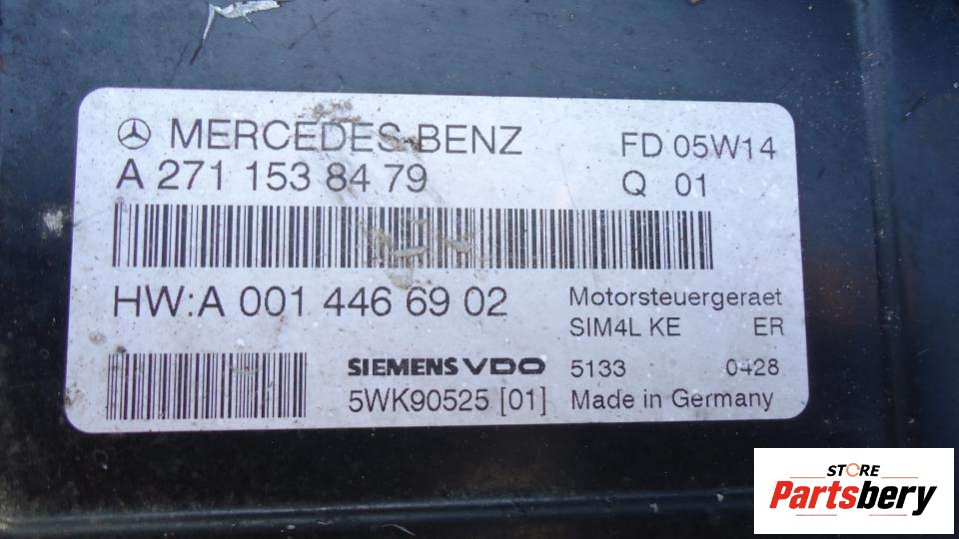 MERCEDES-BENZ FD 05W14
A 271 153 84 79 Q 01
HW:A 001 446 69 02 Motorsteuergeraet
SIM4L KE ER
SIEMENS VDO 5133 0428
5WK90525 [01] Made in Germany
STORE
Partsbery